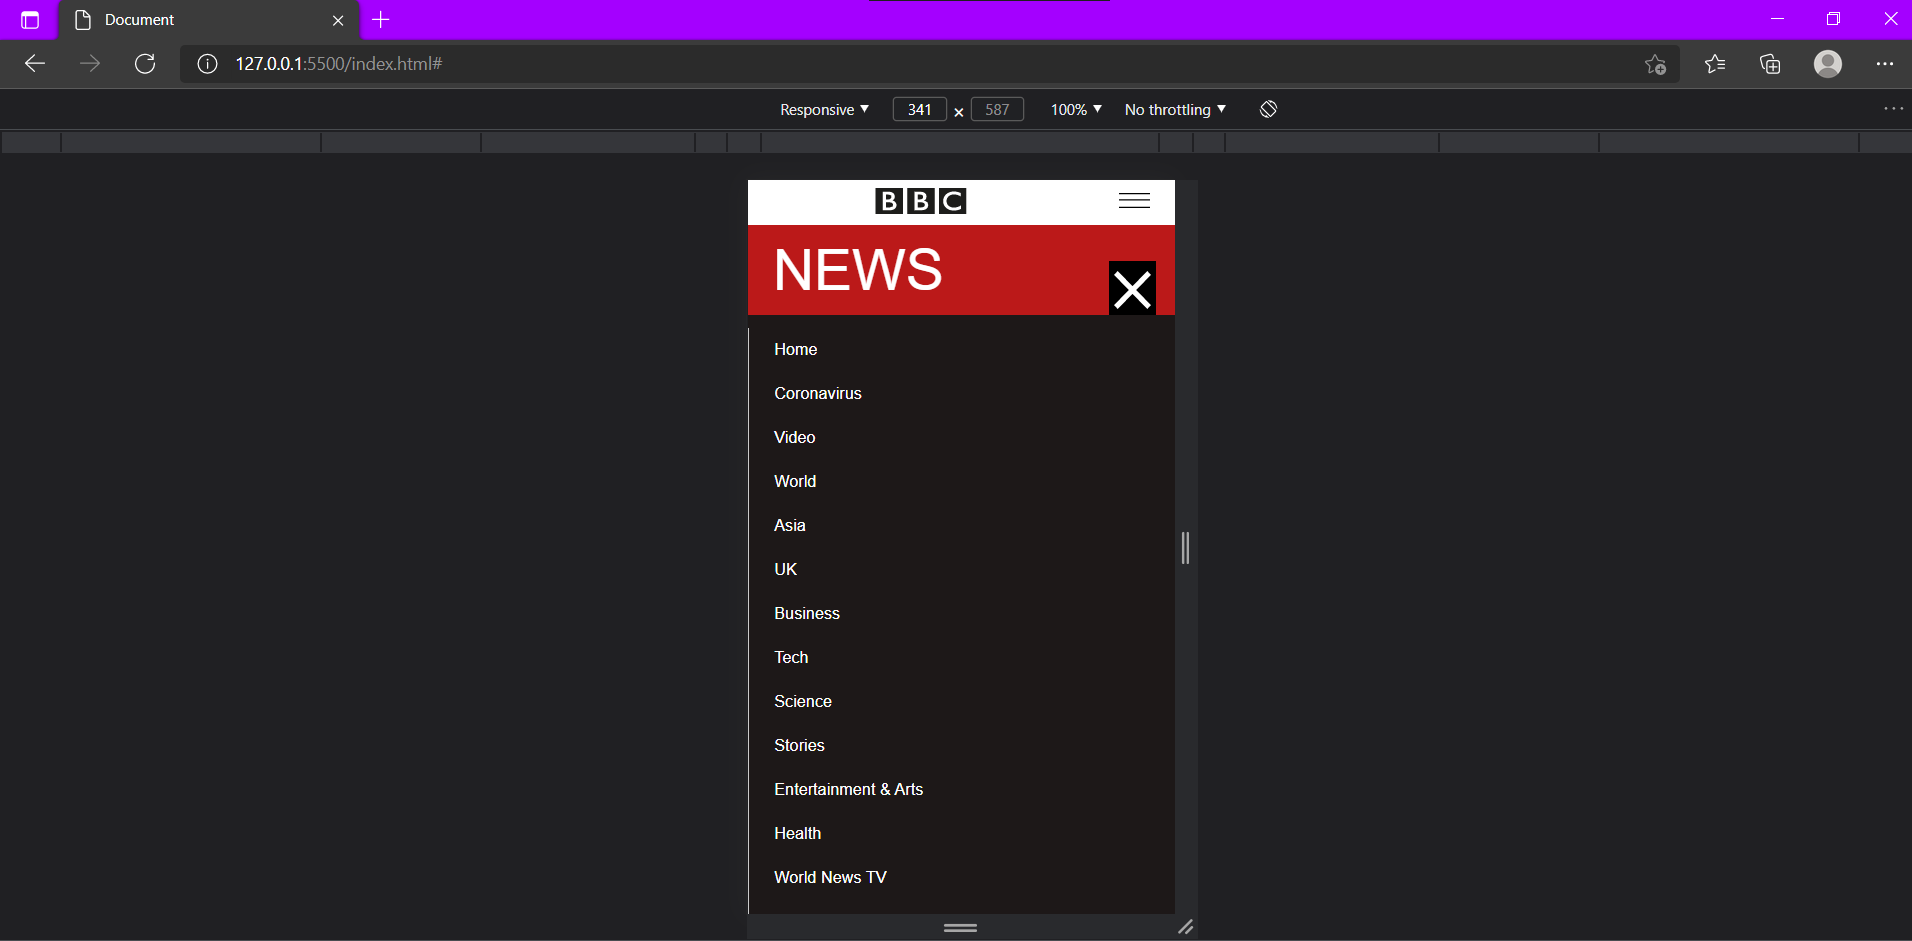 Document
127.0.0.1:5500/index.html#
Responsive 341 × 587 100% No throttling
BBC
NEWS
Home
Coronavirus
Video
World
Asia
UK
Business
Tech
Science
Stories
Entertainment & Arts
Health
World News TV